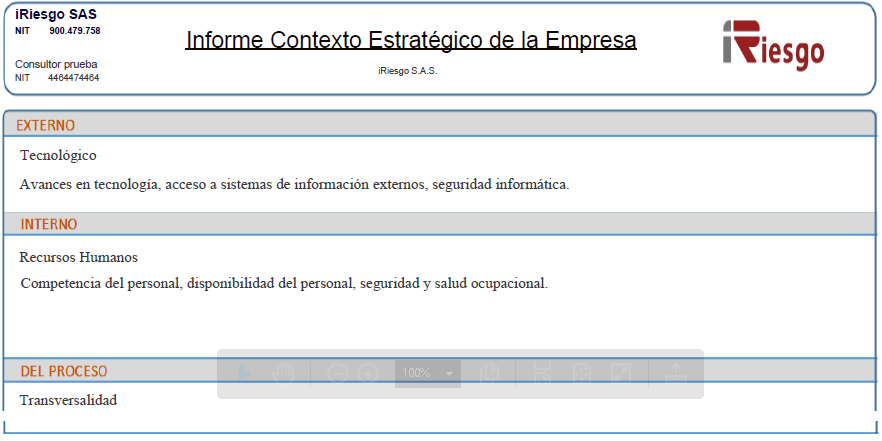 iRiesgo SAS
NIT 900.479.758
Informe Contexto Estratégico de la Empresa
iRiesgo
Consultor prueba
NIT 4464474464
iRiesgo S.A.S.
EXTERNO
Tecnológico
Avances en tecnología, acceso a sistemas de información externos, seguridad informática.
INTERNO
Recursos Humanos
Competencia del personal, disponibilidad del personal, seguridad y salud ocupacional.
DEL PROCESO
100%
Transversalidad